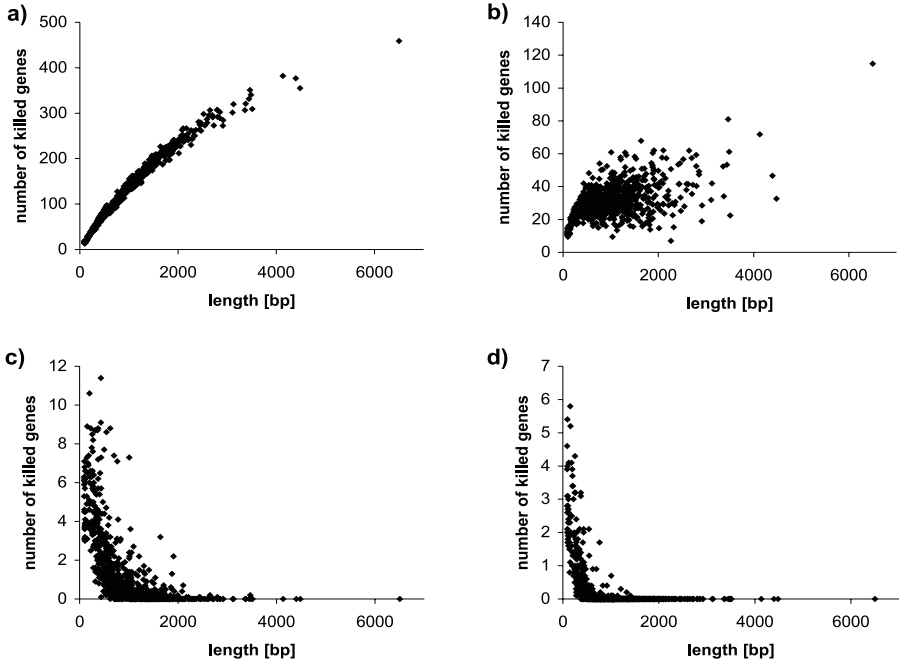 a)
number of killed genes
500
400
300
200
100
0
0 2000 4000 6000
length [bp]
b)
number of killed genes
140
120
100
80
60
40
20
0
0 2000 4000 6000
length [bp]
c)
number of killed genes
12
10
8
6
4
2
0
0 2000 4000 6000
length [bp]
d)
number of killed genes
7
6
5
4
3
2
1
0
0 2000 4000 6000
length [bp]